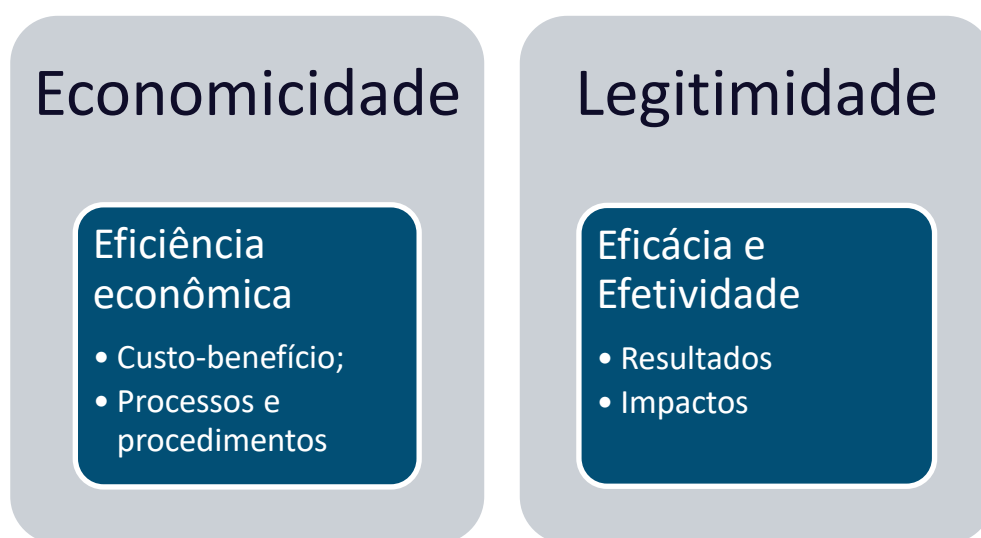 Economicidade
Eficiência
econômica
• Custo-benefício;
• Processos e
procedimentos
Legitimidade
Eficácia e
Efetividade
• Resultados
• Impactos